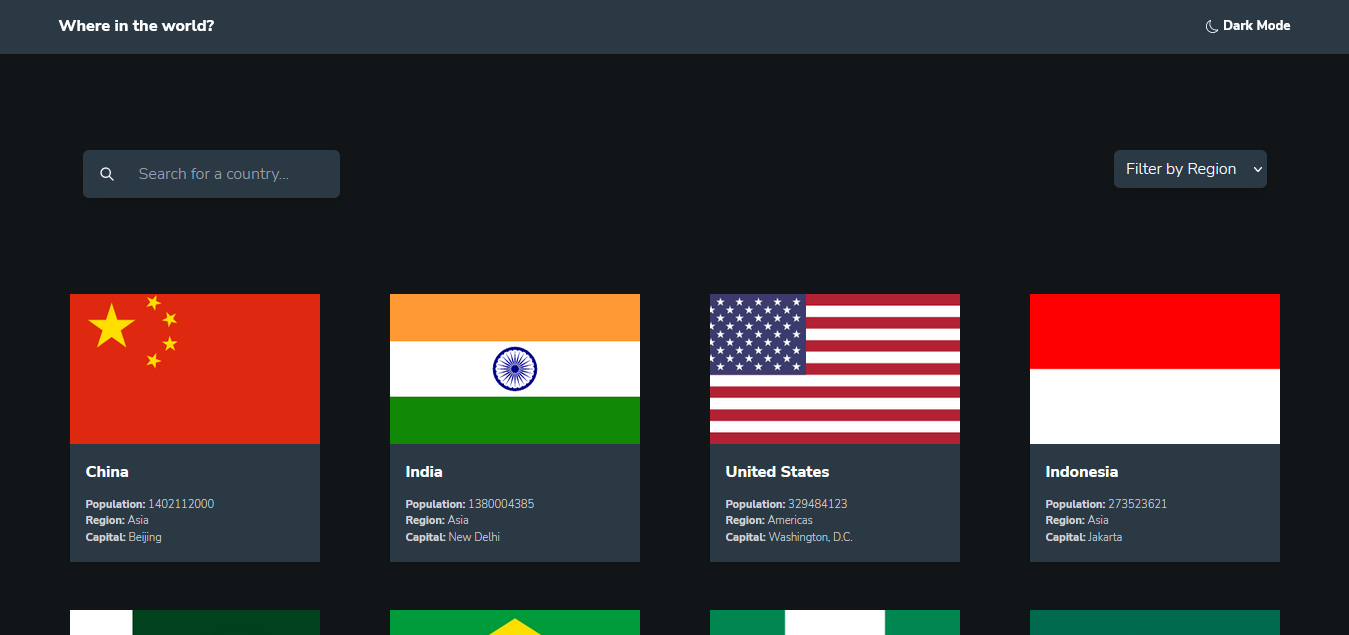 Where in the world?
Dark Mode
Search for a country...
Filter by Region
China
Population: 1402112000
Region: Asia
Capital: Beijing
India
Population: 1380004385
Region: Asia
Capital: New Delhi
United States
Population: 329484123
Region: Americas
Capital: Washington, D.C.
Indonesia
Population: 273523621
Region: Asia
Capital: Jakarta